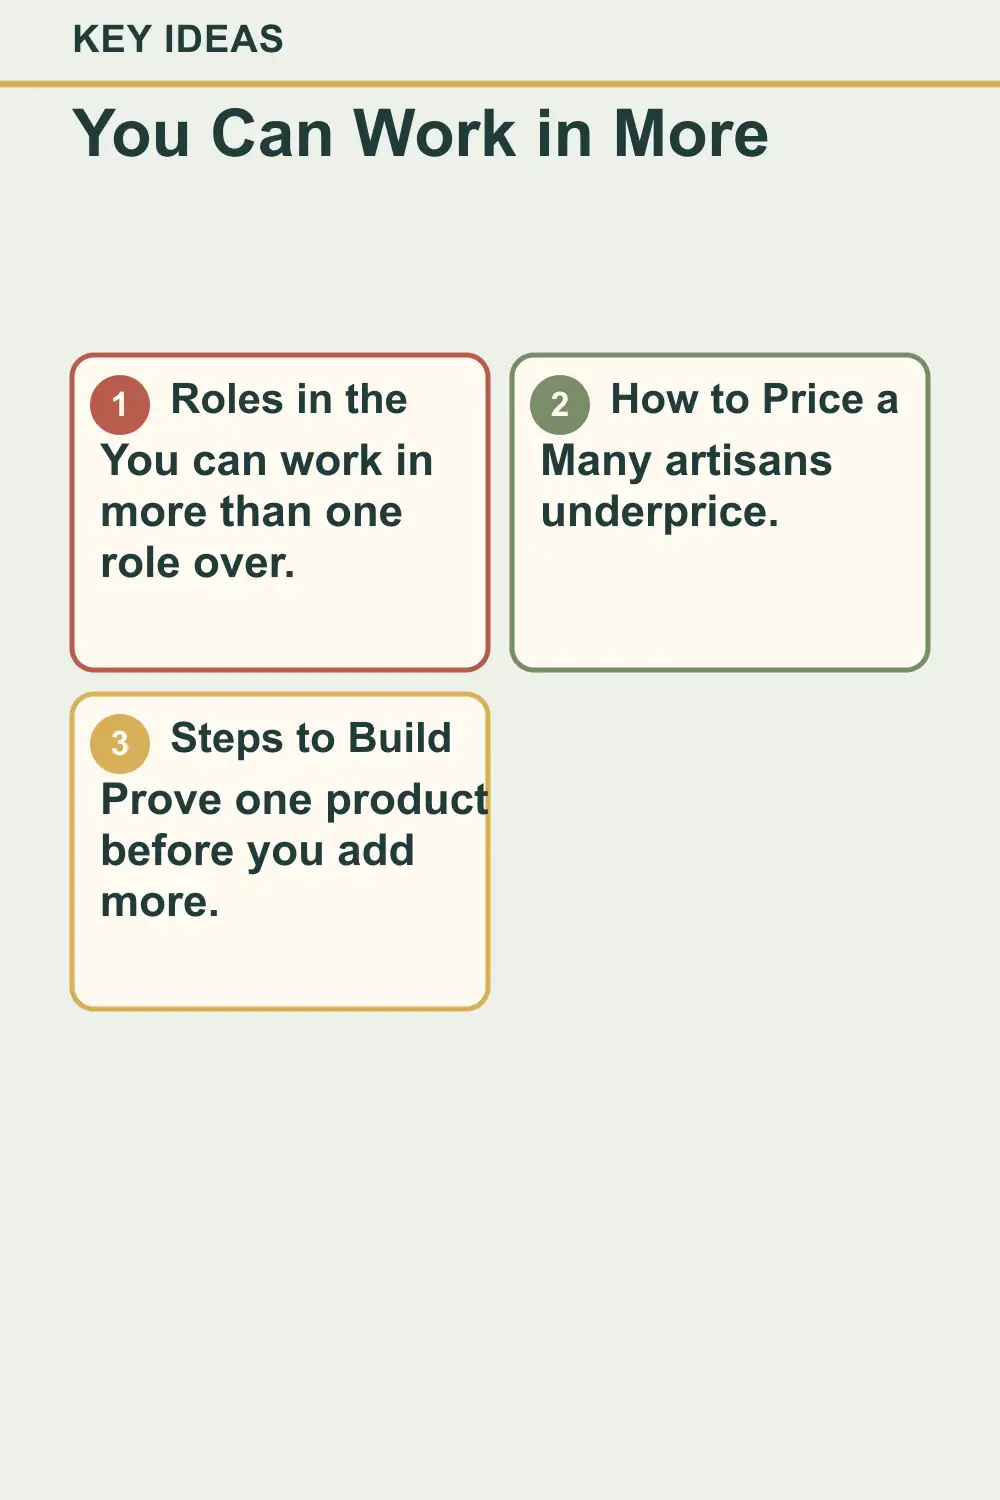 KEY IDEAS
You Can Work in More
1 Roles in the
You can work in
more than one
role over.
2 How to Price a
Many artisans
underprice.
3 Steps to Build
Prove one product
before you add
more.